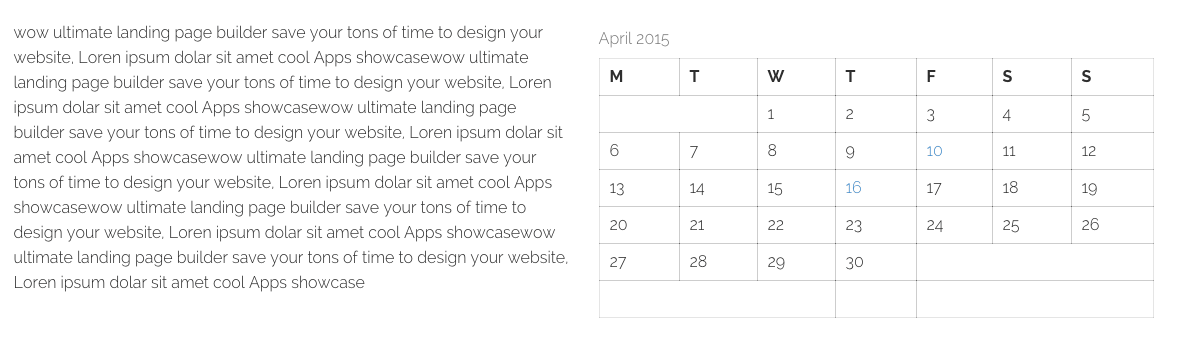 wow ultimate landing page builder save your tons of time to design your
website, Loren ipsum dolar sit amet cool Apps showcasewow ultimate
landing page builder save your tons of time to design your website, Loren
ipsum dolar sit amet cool Apps showcasewow ultimate landing page
builder save your tons of time to design your website, Loren ipsum dolar sit
amet cool Apps showcasewow ultimate landing page builder save your
tons of time to design your website, Loren ipsum dolar sit amet cool Apps
showcasewow ultimate landing page builder save your tons of time to
design your website, Loren ipsum dolar sit amet cool Apps showcasewow
ultimate landing page builder save your tons of time to design your website,
Loren ipsum dolar sit amet cool Apps showcase
April 2015
M T W T F S S
1 2 3 4 5
6 7 8 9 10 11 12
13 14 15 16 17 18 19
20 21 22 23 24 25 26
27 28 29 30